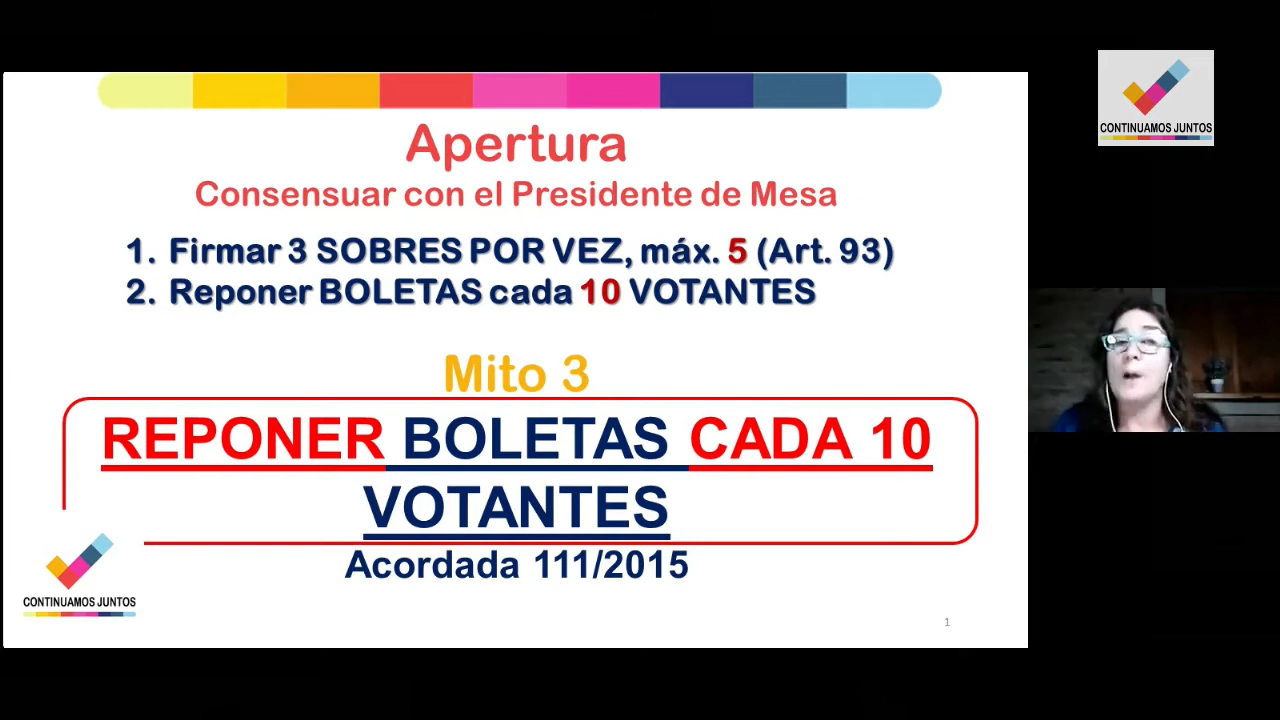 Apertura
Consensuar con el Presidente de Mesa
1. Firmar 3 SOBRES POR VEZ, máx. 5 (Art. 93)
2. Reponer BOLETAS cada 10 VOTANTES
Mito 3
REPONER BOLETAS CADA 10
VOTANTES
Acordada 111/2015
CONTINUAMOS JUNTOS
1
CONTINUAMOS JUNTOS